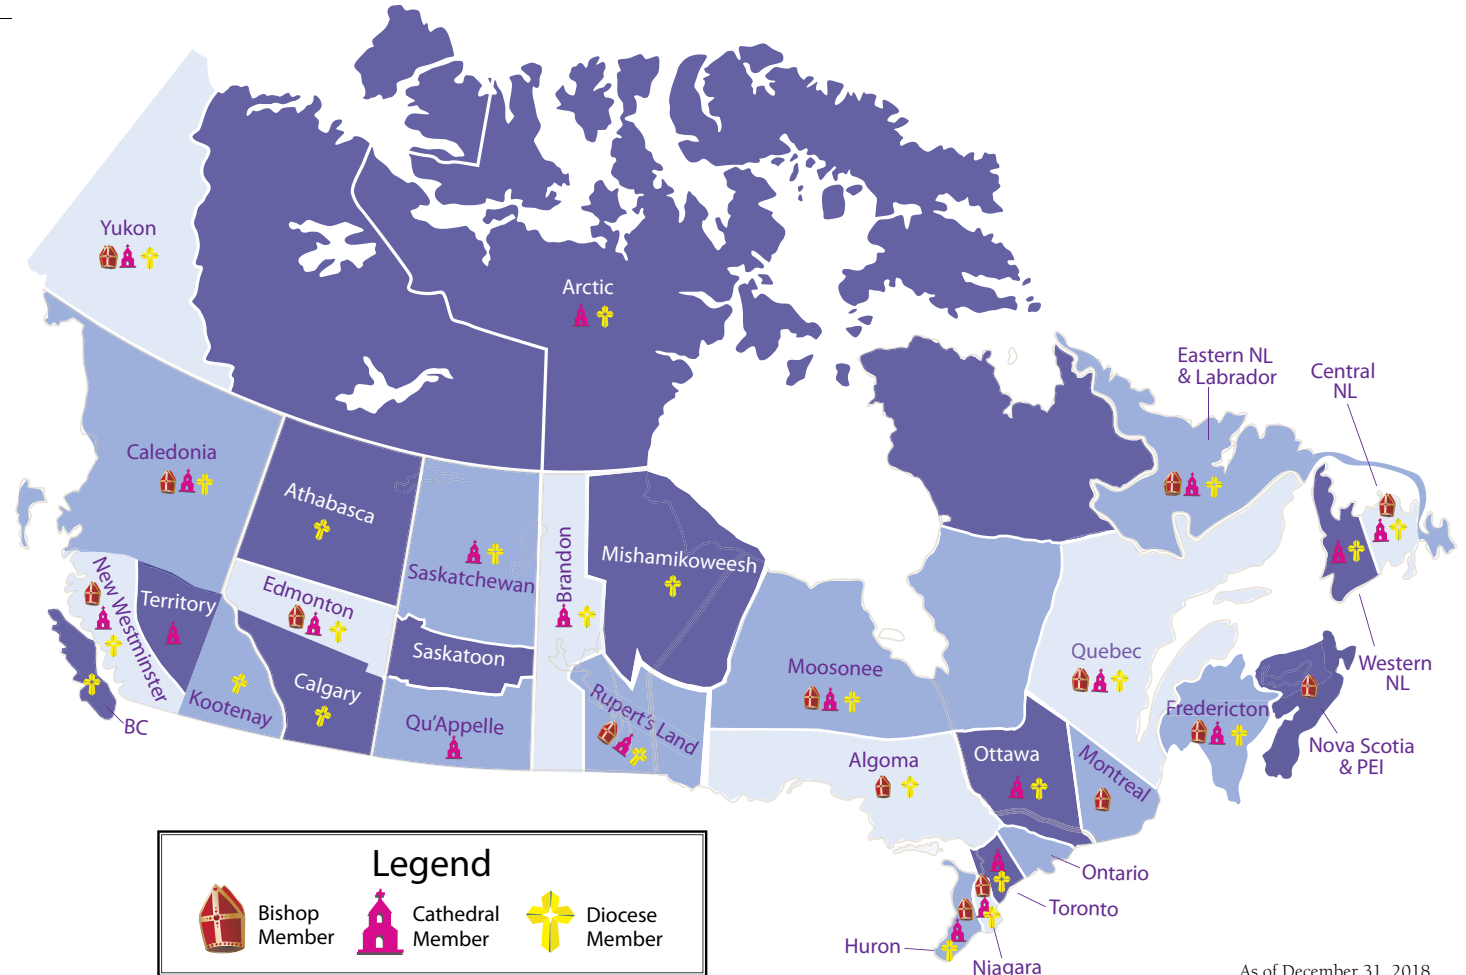 Yukon
Arctic
Eastern NL
& Labrador
Central
NL
Caledonia
Athabasca
Saskatchewan
Brandon
Mishamikoweesh
New Westminster
Territory
Edmonton
Saskatoon
Calgary
Kootenay
BC
Qu'Appelle
Rupert's Land
Moosonee
Quebec
Western
NL
Fredericton
Nova Scotia
& PEI
Algoma
Ottawa
Montreal
Ontario
Toronto
Huron
Niagara
Legend
Bishop
Member
Cathedral
Member
Diocese
Member
As of December 31, 2018